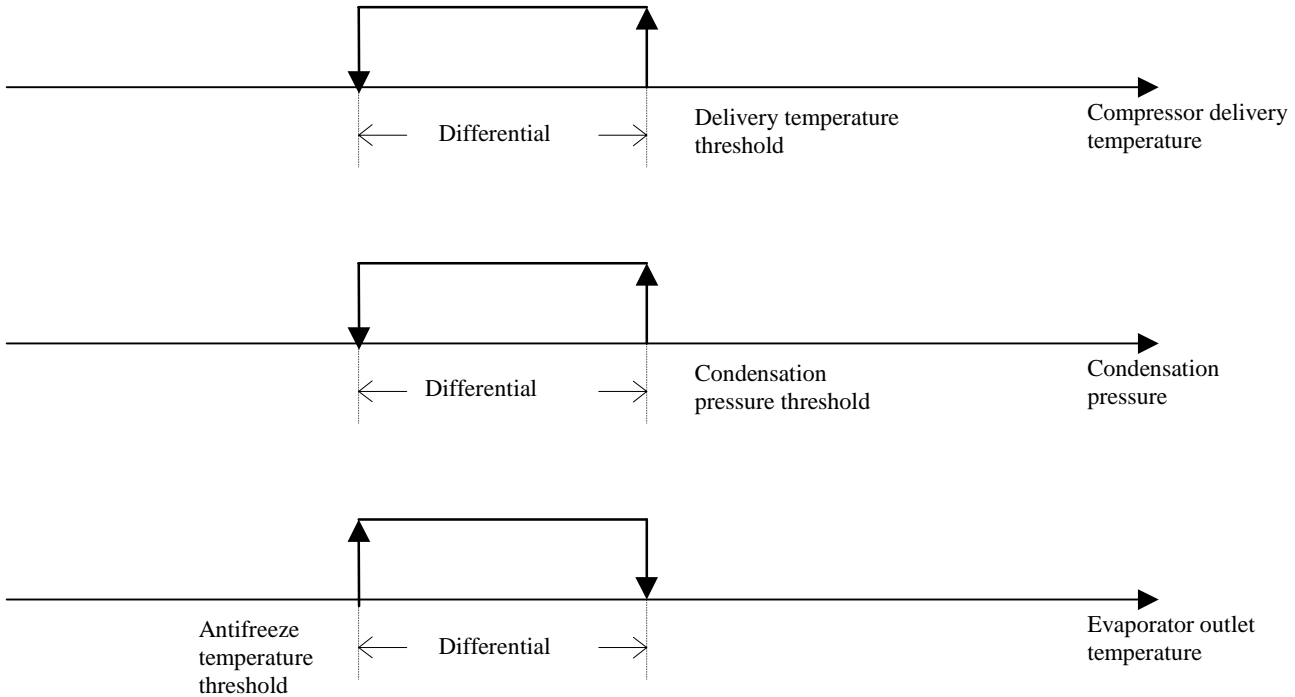 Differential
Delivery temperature
threshold
Compressor delivery
temperature
Differential
Condensation
pressure threshold
Condensation
pressure
Antifreeze
temperature
threshold
Differential
Evaporator outlet
temperature